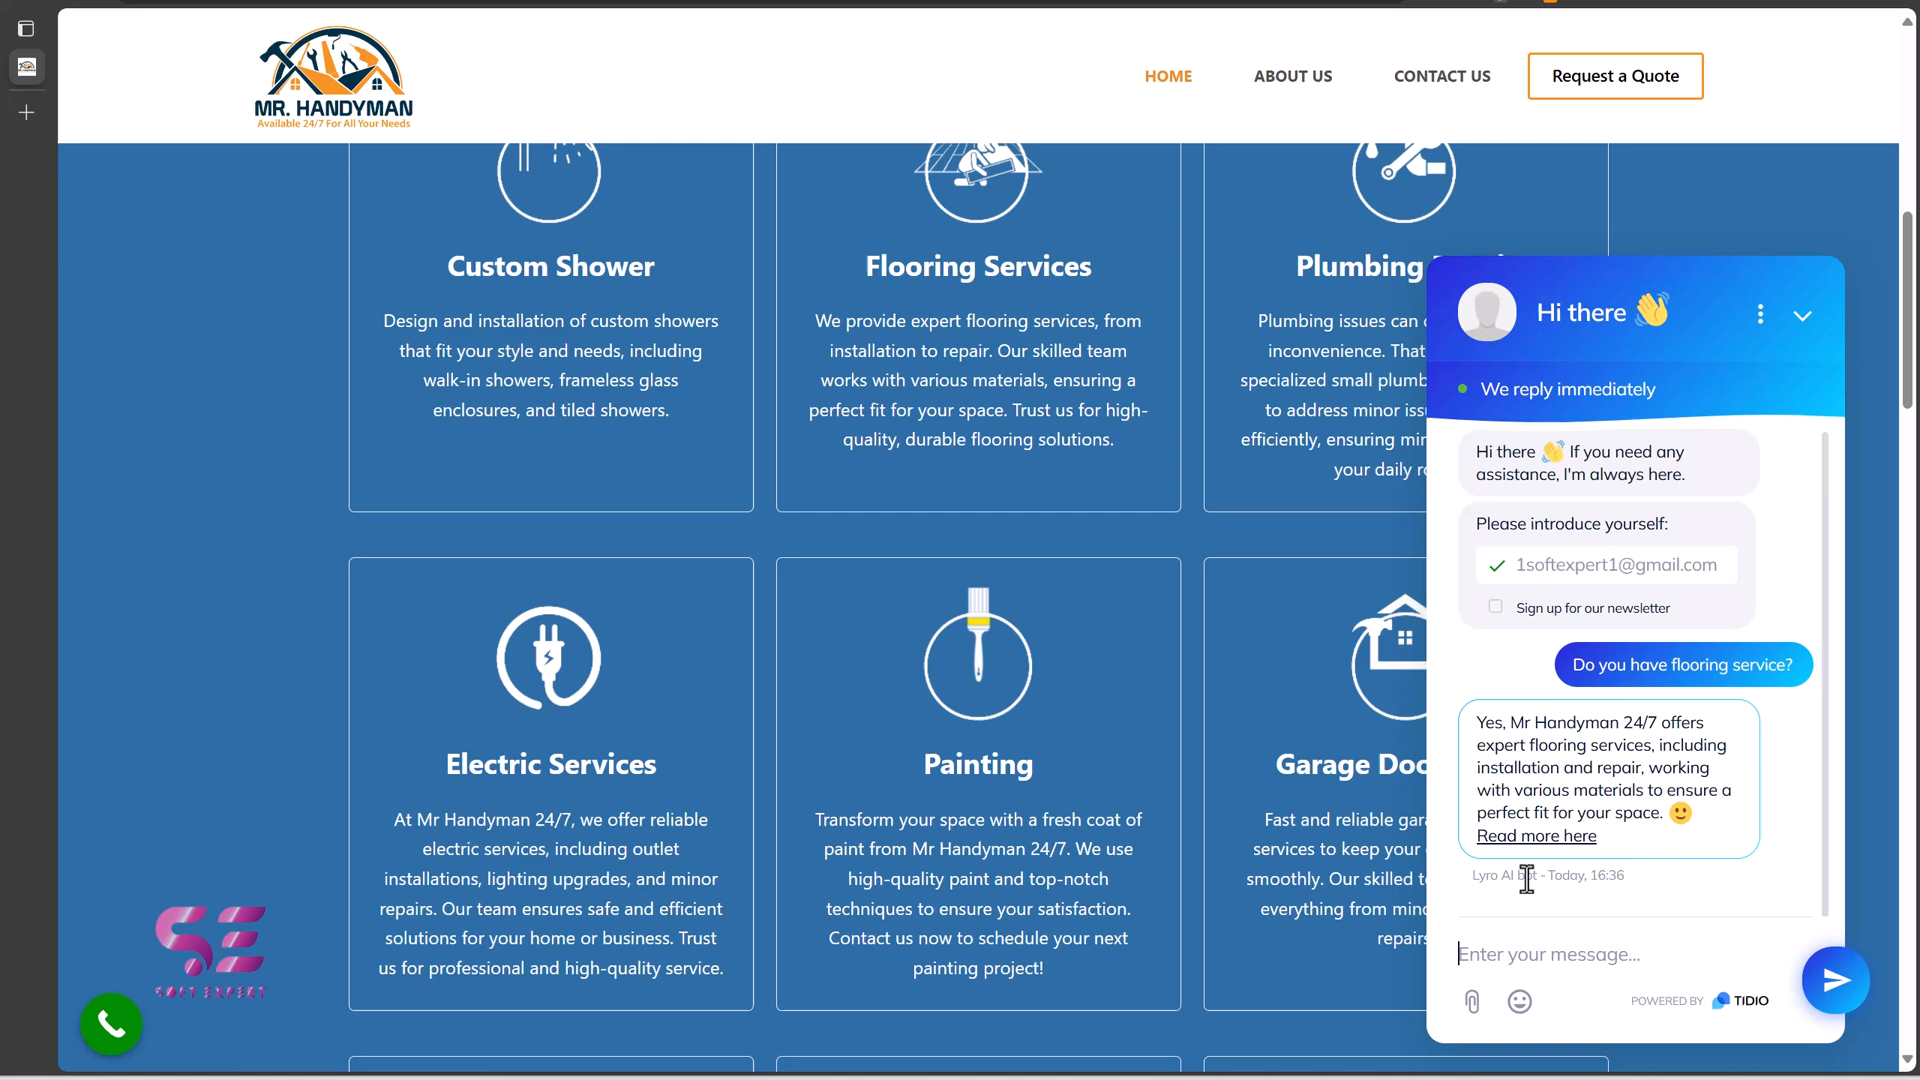 MR. HANDYMAN
Available 24/7 For All Your Needs
HOME
ABOUT US
CONTACT US
Request a Quote
Custom Shower
Design and installation of custom showers
that fit your style and needs, including
walk-in showers, frameless glass
enclosures, and tiled showers.
Flooring Services
We provide expert flooring services, from
installation to repair. Our skilled team
works with various materials, ensuring a
perfect fit for your space. Trust us for high-
quality, durable flooring solutions.
Plumbing
Plumbing issues can
inconvenience. That
specialized small
to address minor
efficiently, ensuring
your daily
Electric Services
At Mr Handyman 24/7, we offer reliable
electric services, including outlet
installations, lighting upgrades, and minor
repairs. Our team ensures safe and efficient
solutions for your home or business. Trust
us for professional and high-quality service.
Painting
Transform your space with a fresh coat of
paint from Mr Handyman 24/7. We use
high-quality paint and top-notch
techniques to ensure your satisfaction.
Contact us now to schedule your next
painting project!
Garage
Fast and reliable
services to keep your
smoothly. Our skilled
everything from
repairs
SOFT EXPERT
Hi there 👋
We reply immediately
Hi there 👋 If you need any
assistance, I'm always here.
Please introduce yourself:
1softexpert1@gmail.com
Sign up for our newsletter
Do you have flooring service?
Yes, Mr Handyman 24/7 offers
expert flooring services, including
installation and repair, working
with various materials to ensure a
perfect fit for your space. 🙂
Read more here
Lyro AI bot - Today, 16:36
Enter your message...
POWERED BY TIDIO